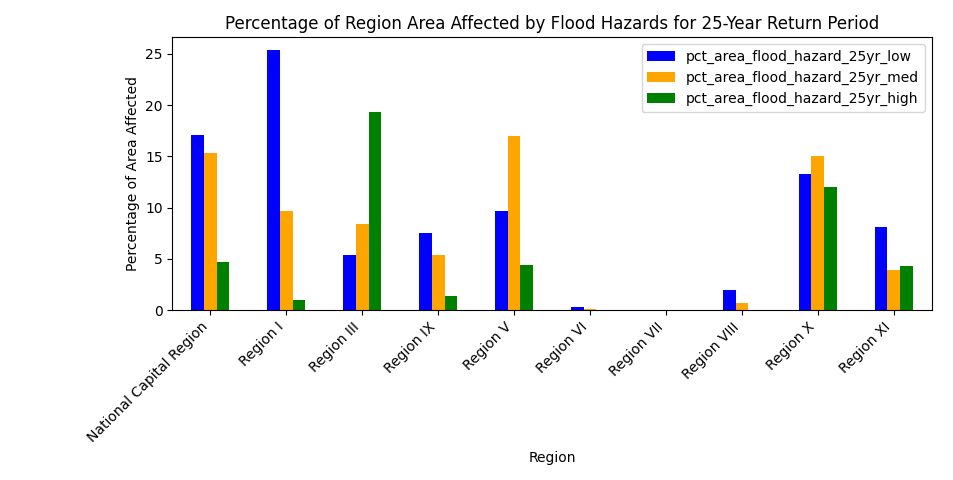 Percentage of Region Area Affected by Flood Hazards for 25-Year Return Period
pct_area_flood_hazard_25yr_low
pct_area_flood_hazard_25yr_med
pct_area_flood_hazard_25yr_high
Percentage of Area Affected
25
20
15
10
5
0
National Capital Region
Region I
Region III
Region IX
Region V
Region VI
Region VII
Region VIII
Region X
Region XI
Region